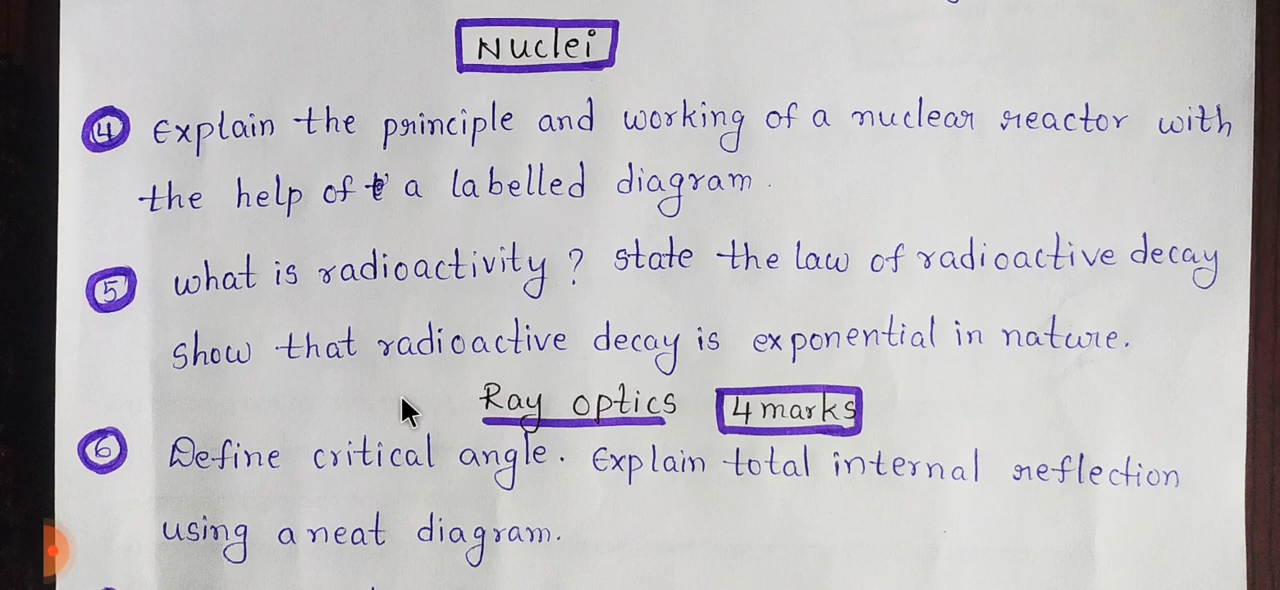 Nuclei
4 Explain the principle and working of a nuclear reactor with
the help of a labelled diagram.
5 what is radioactivity? state the law of radioactive decay
show that radioactive decay is exponential in nature.
Ray optics 4 marks
6 Define critical angle. Explain total internal reflection
using a neat diagram.